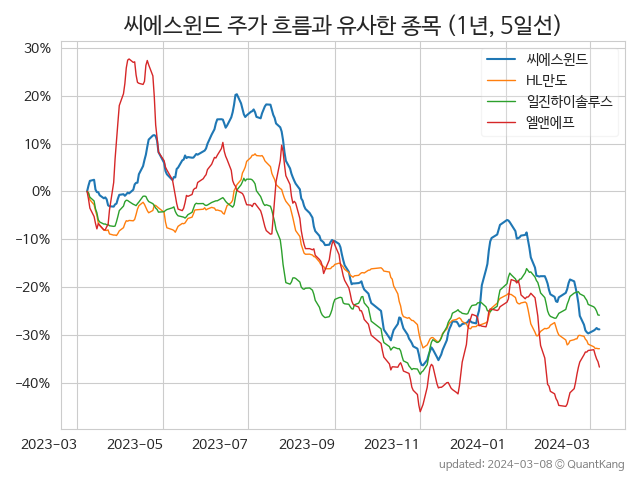 씨에스윈드 주가 흐름과 유사한 종목 (1년, 5일선)
30%
20%
10%
0%
−10%
−20%
−30%
−40%
씨에스윈드
HL만도
일진하이솔루스
엘앤에프
2023-03
2023-05
2023-07
2023-09
2023-11
2024-01
2024-03
updated: 2024-03-08 ⓒ QuantKang